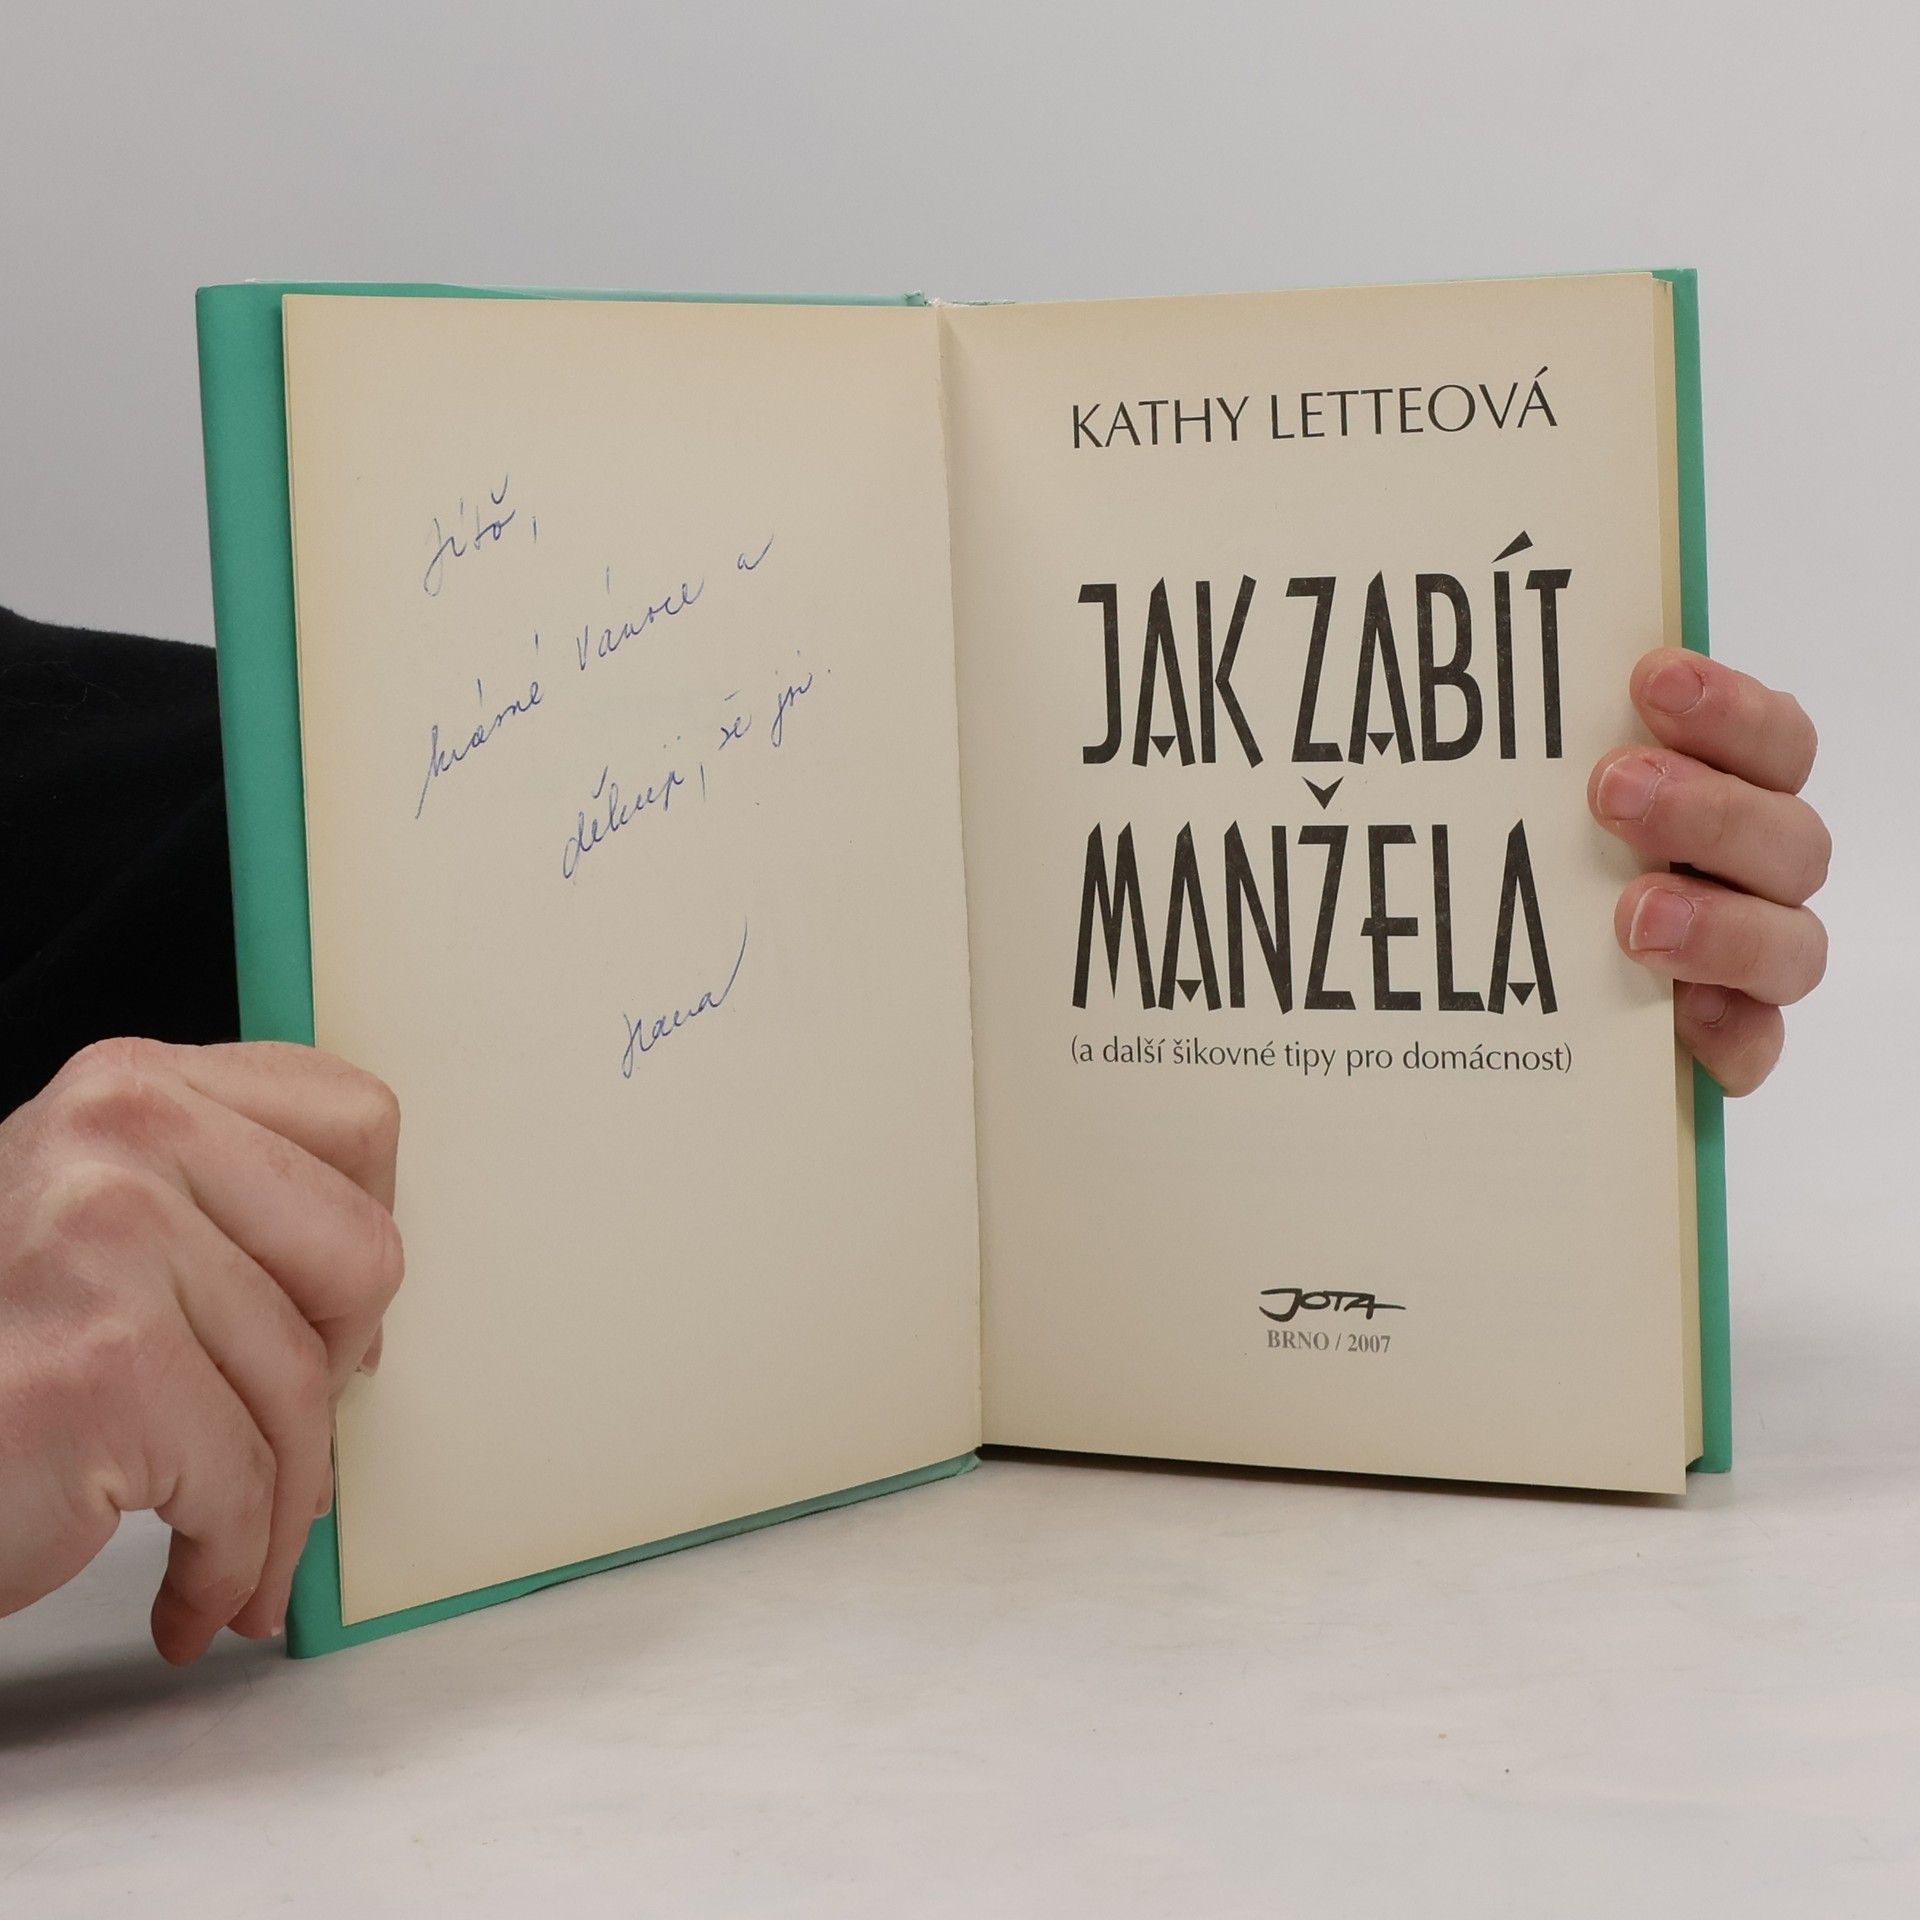 Jítě,
krásné Vánoce a
děkuji, že jsi.
Hana
KATHY LETTEOVÁ
JAK ZABÍT
MANŽELA
(a další šikovné tipy pro domácnost)
JOTA
BRNO / 2007